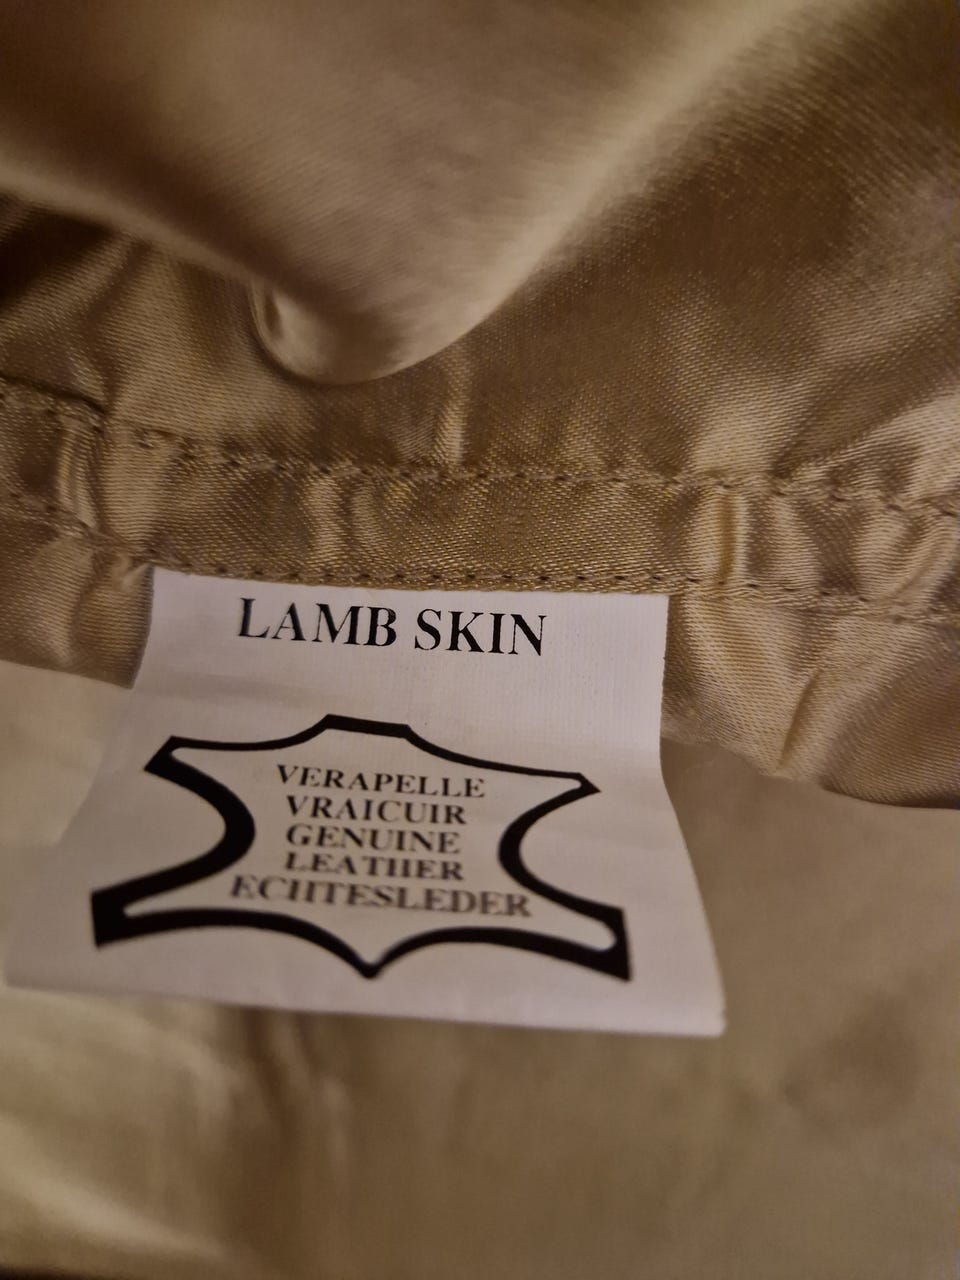 LAMB SKIN
VERAPELLE
VRAICUIR
GENUINE
LEATHER
ECHTESLEDER